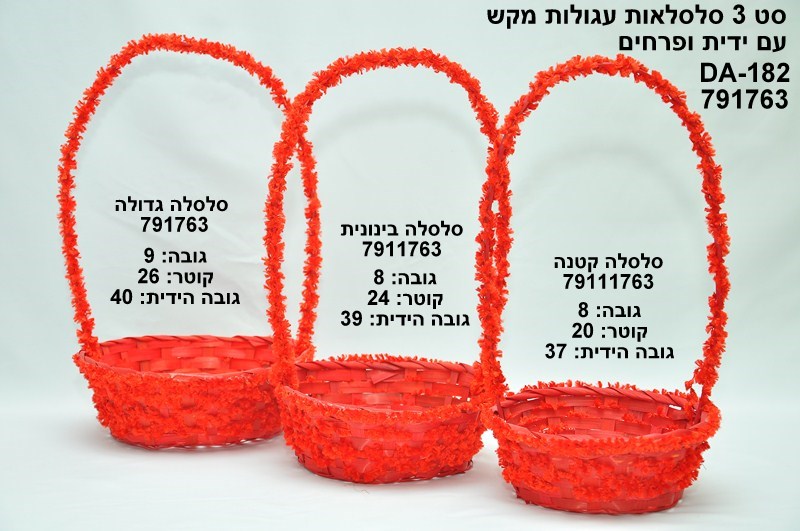 סט 3 סלסלאות עגולות מקש
עם ידית ופרחים
DA-182
791763
סלסלה גדולה
791763
גובה: 9
קוטר: 26
גובה הידית: 40
סלסלה בינונית
7911763
גובה: 8
קוטר: 24
גובה הידית: 39
סלסלה קטנה
79111763
גובה: 8
קוטר: 20
גובה הידית: 37